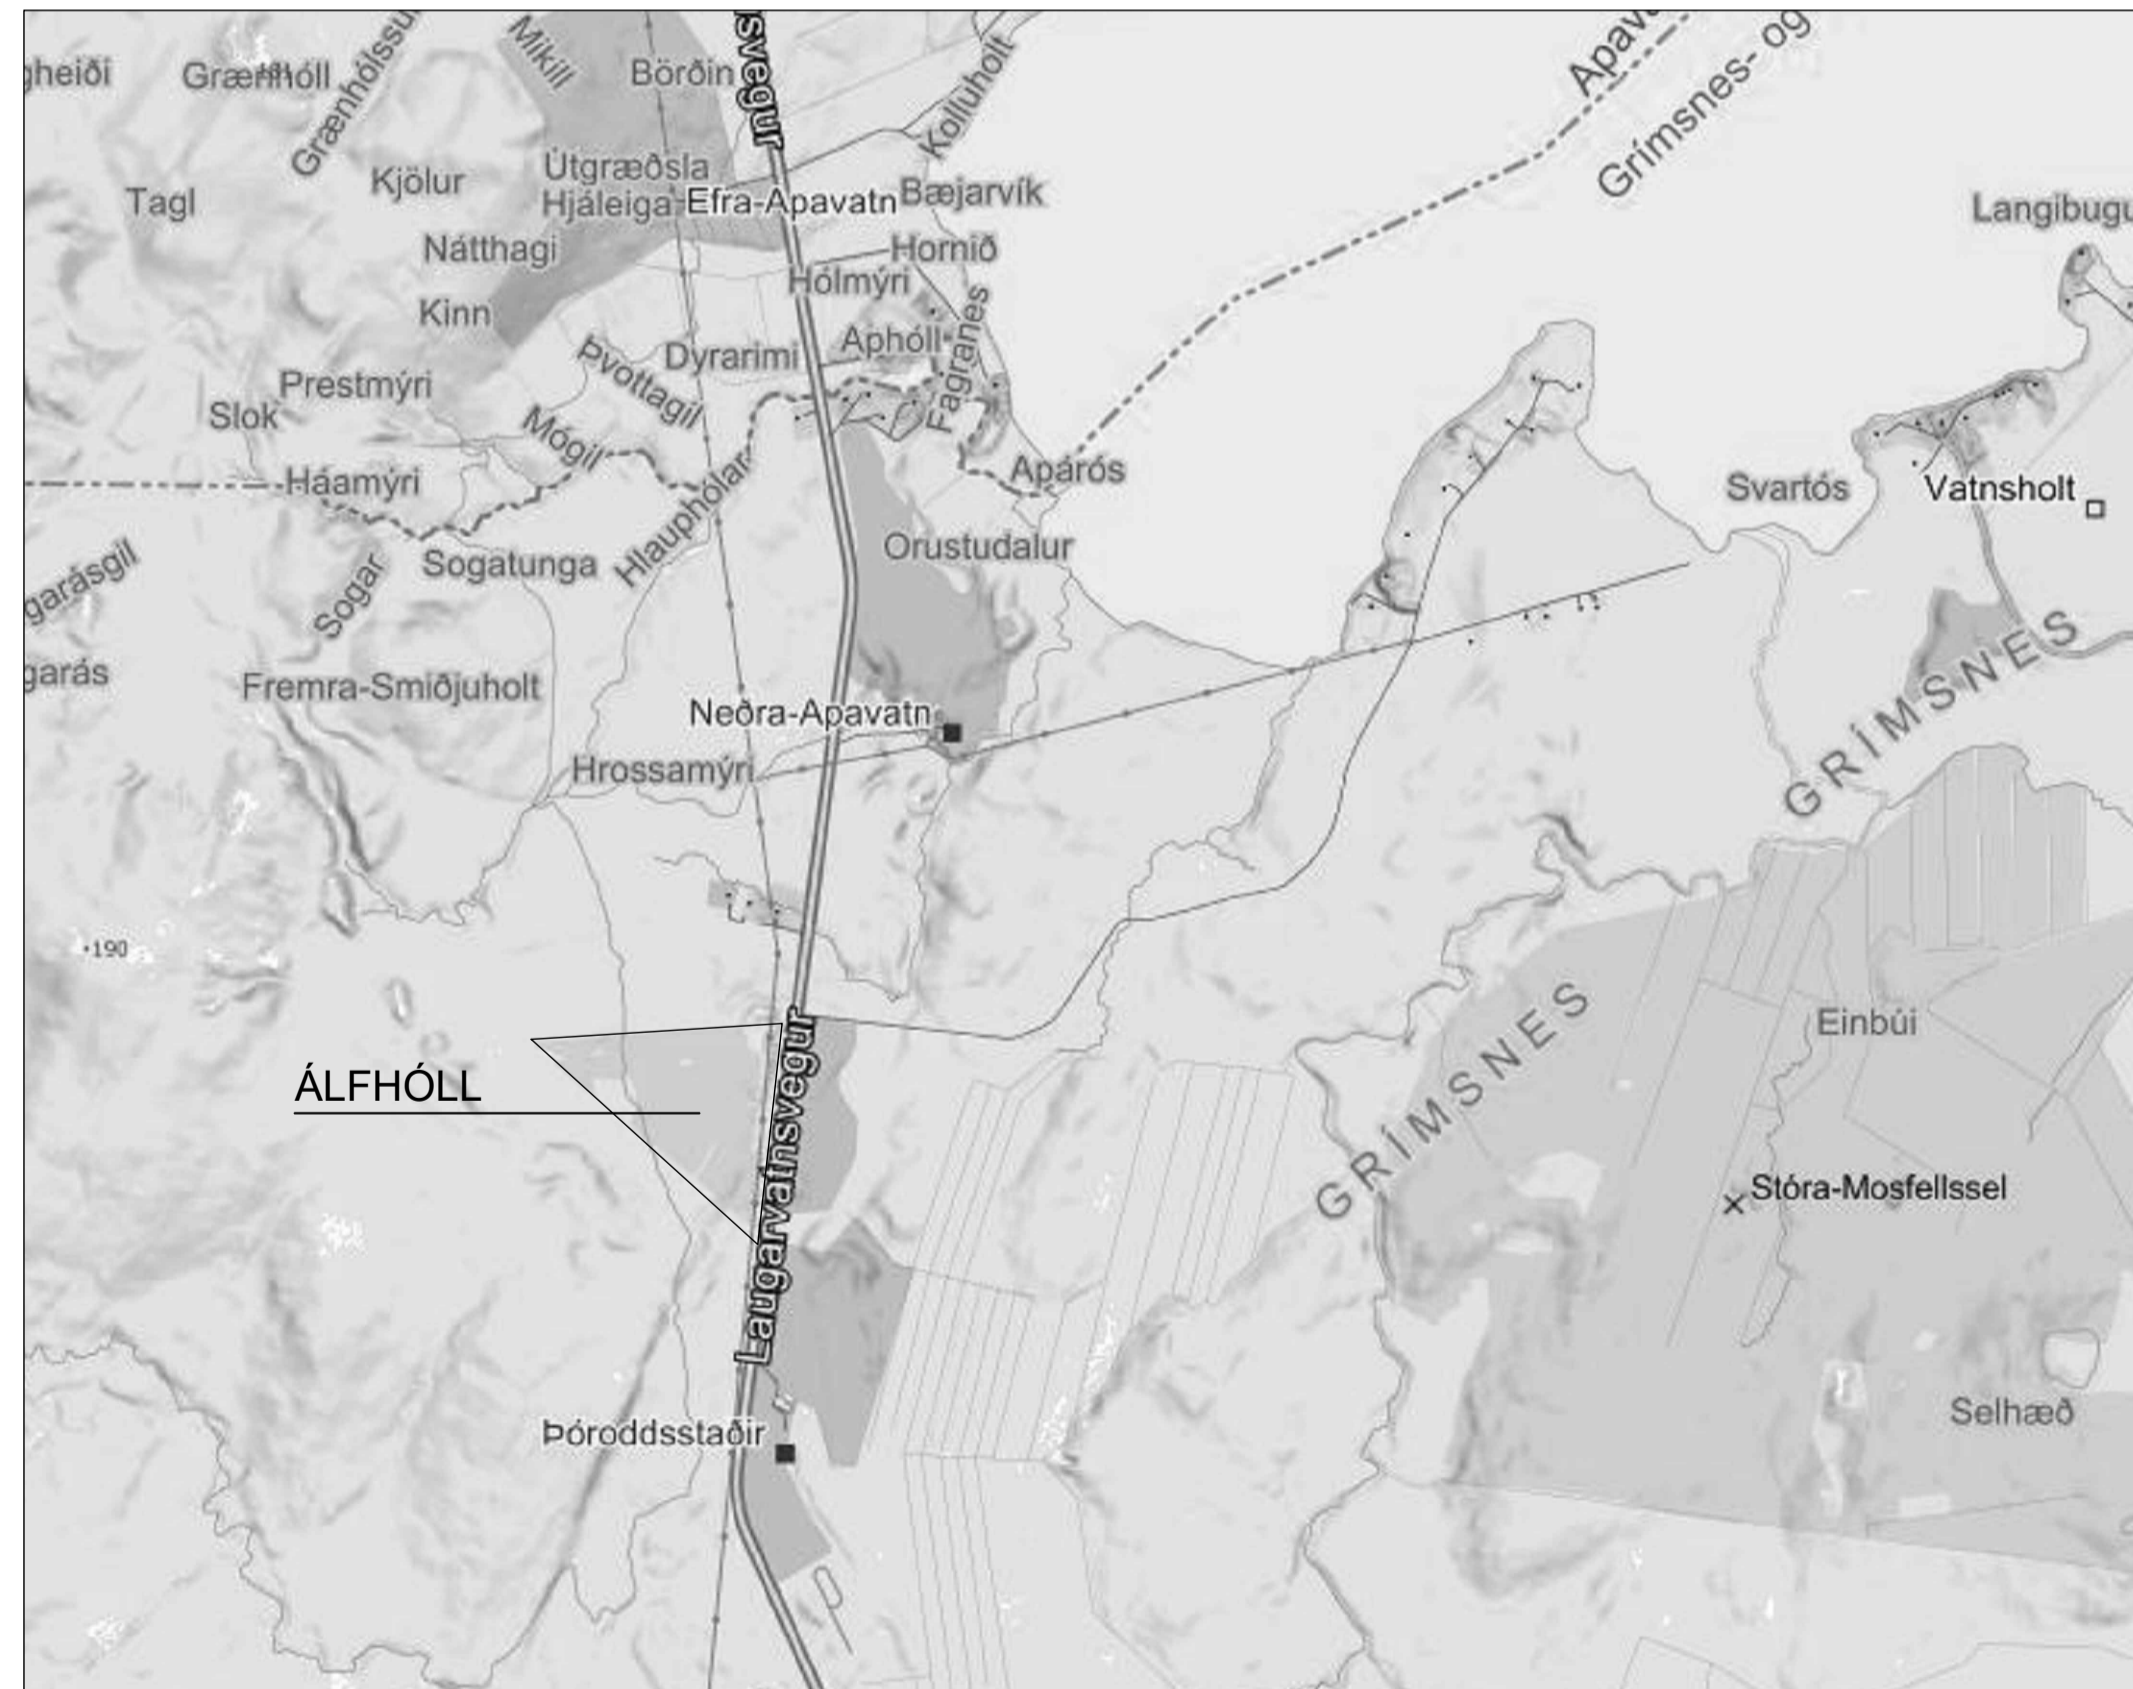 svegur
Mikill
Apav
gheiði
Grænhóll
Grænhólssu
Börðin
Kolluholt
Grímsnes- og
Útgræðsla
Kjölur
Tagl
Hjáleiga
Efra-Apavatn
Bæjarvík
Langibugu
Nátthagi
Hornið
Hólmýri
Kinn
Aphóll
Fagranes
Dyrarimi
Þvottagil
Prestmýri
Slok
Mógil
Háamýri
Apárós
Svartós
Vatnsholt
Hlauphólar
Orustudalur
Sogatunga
garásgil
Sogar
garás
Fremra-Smiðjuholt
Neðra-Apavatn
GRÍMSNES
Hrossamýri
190
Einbúi
ÁLFHÓLL
GRÍMSNES
Laugarvatnsvegur
Stóra-Mosfellssel
Selhæð
Þóroddsstaðir